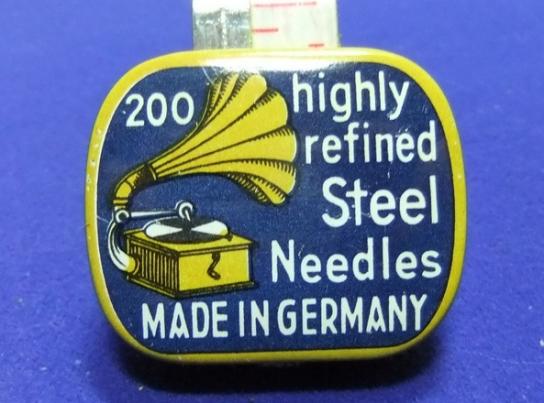 200 highly
refined
Steel
Needles
MADE IN GERMANY